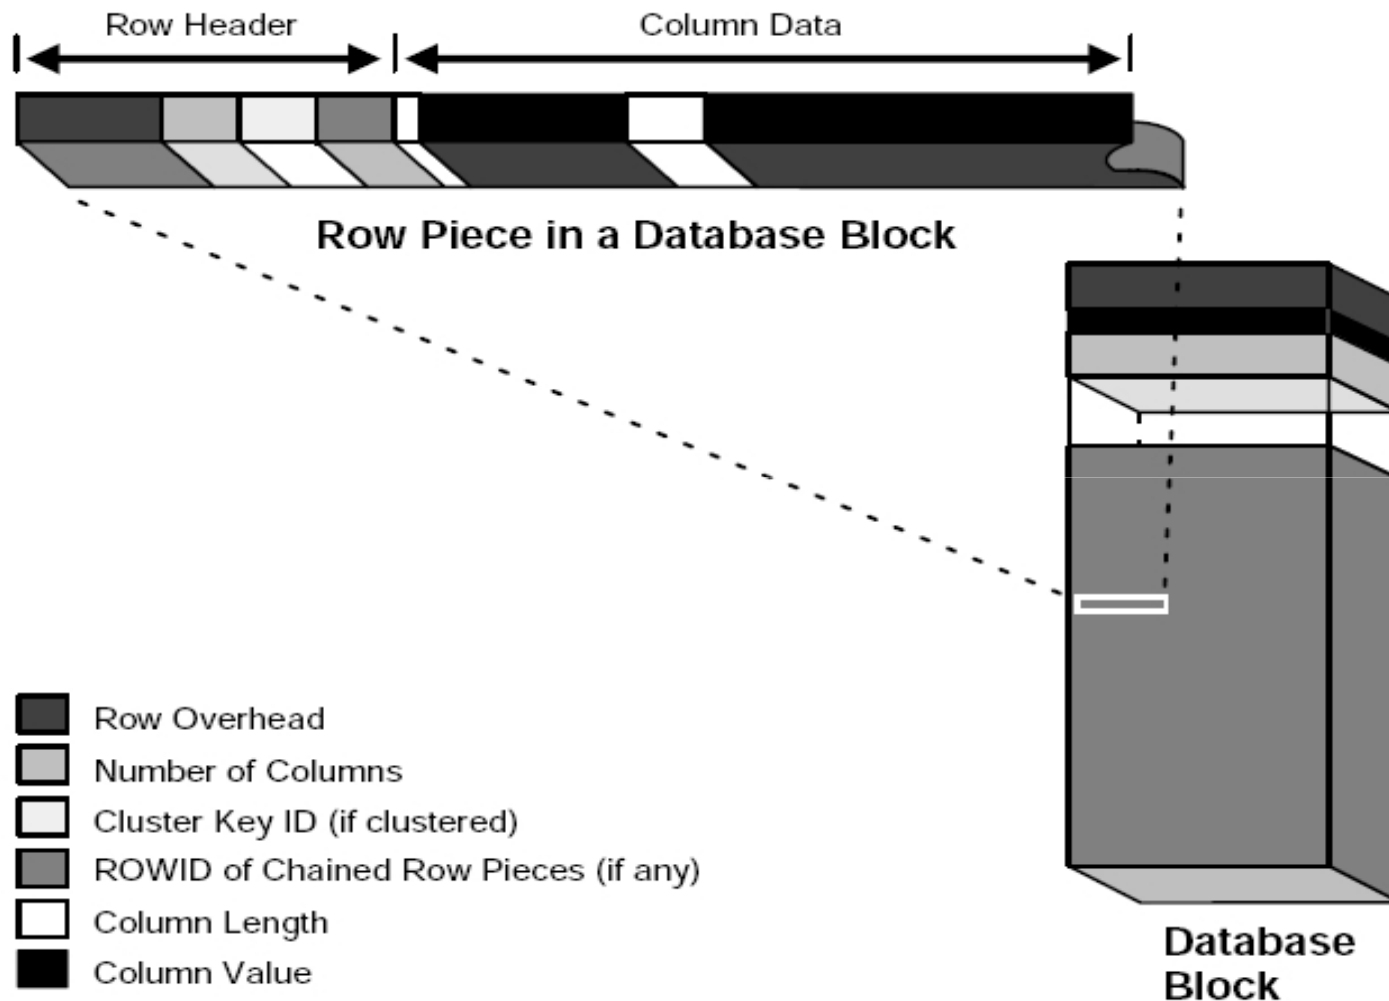 Row Header
Column Data
Row Piece in a Database Block
Row Overhead
Number of Columns
Cluster Key ID (if clustered)
ROWID of Chained Row Pieces (if any)
Column Length
Column Value
Database
Block